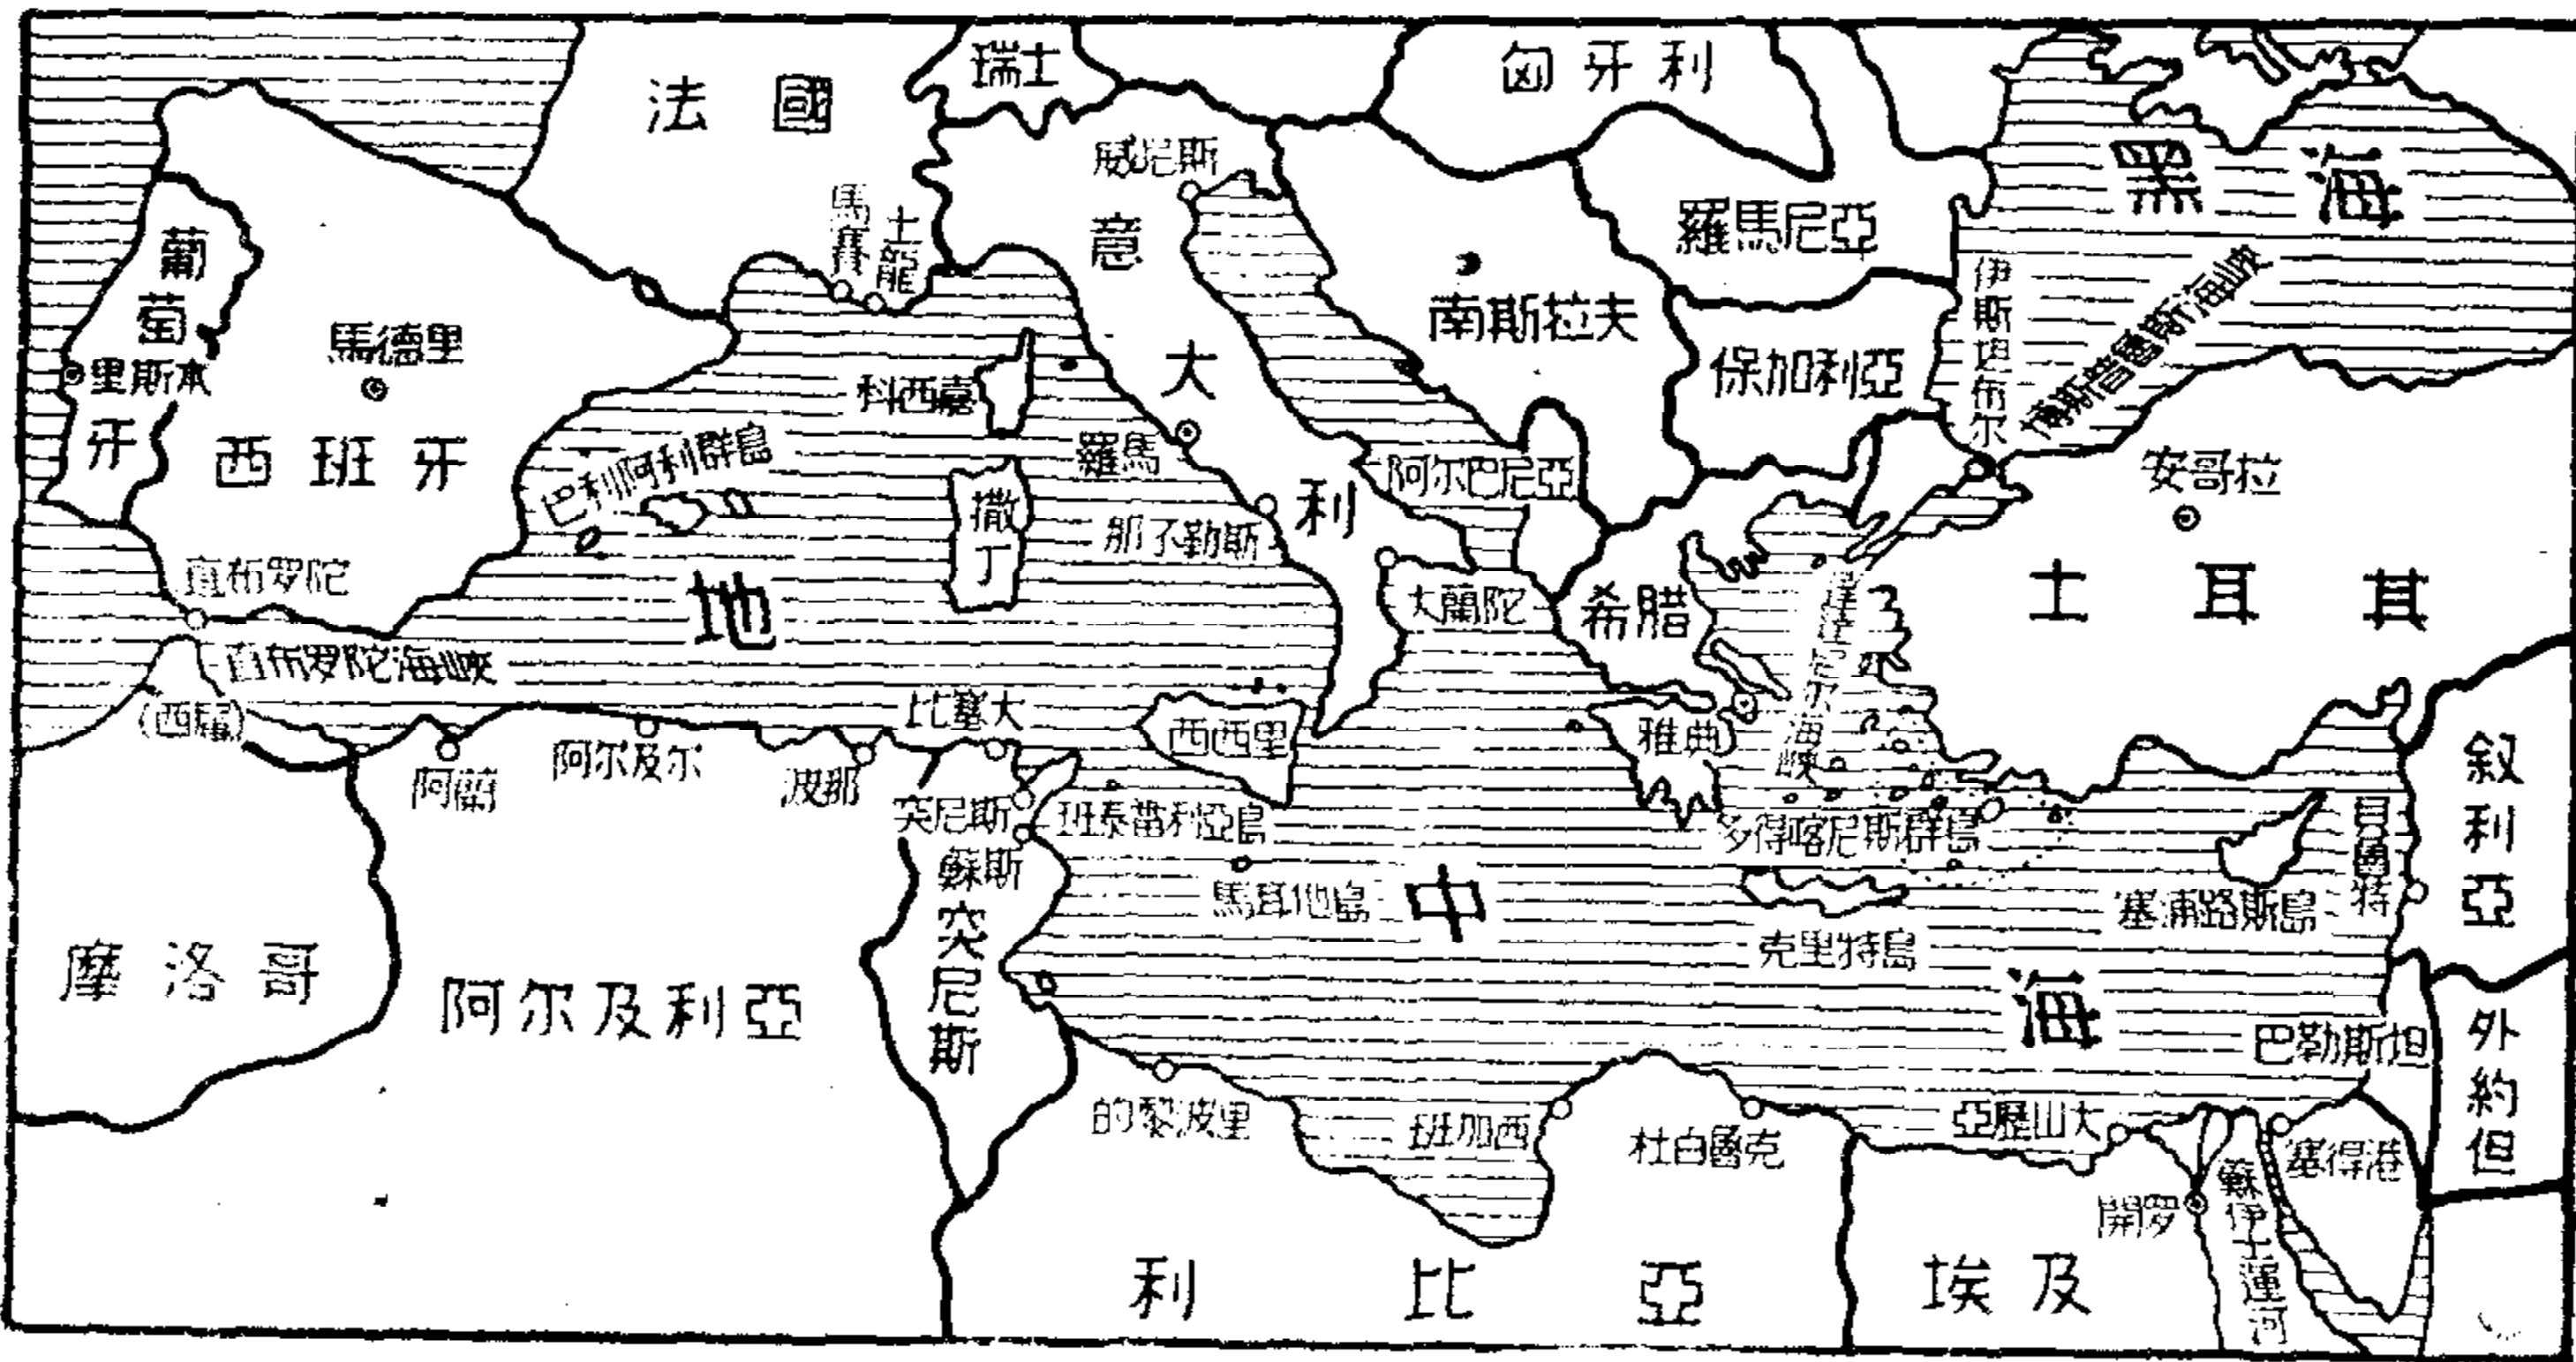 瑞士
匈牙利
法國
黑海
威尼斯
馬賽
土龍
意大利
羅馬尼亞
葡萄牙
南斯拉夫
伊斯坦布尔
博斯普魯斯海峽
馬德里
里斯本
科西嘉
保加利亞
西班牙
巴利阿利群島
羅馬
阿尔巴尼亞
安哥拉
撒丁
那不勒斯
直布罗陀
地中海
大蘭陀
希腊
土耳其
直布罗陀海峽
達尼尔海峽
(西屬)
比塞大
西西里
雅典
阿蘭
阿尔及尔
波那
叙利亞
突尼斯
班泰雷利亞島
多得喀尼斯群島
貝魯特
蘇斯
馬耳他島
塞浦路斯島
克里特島
摩洛哥
阿尔及利亞
突尼斯
巴勒斯坦
外約但
的黎波里
班加西
杜白魯克
亞歷山大
塞得港
開罗
蘇伊士運河
利比亞
埃及